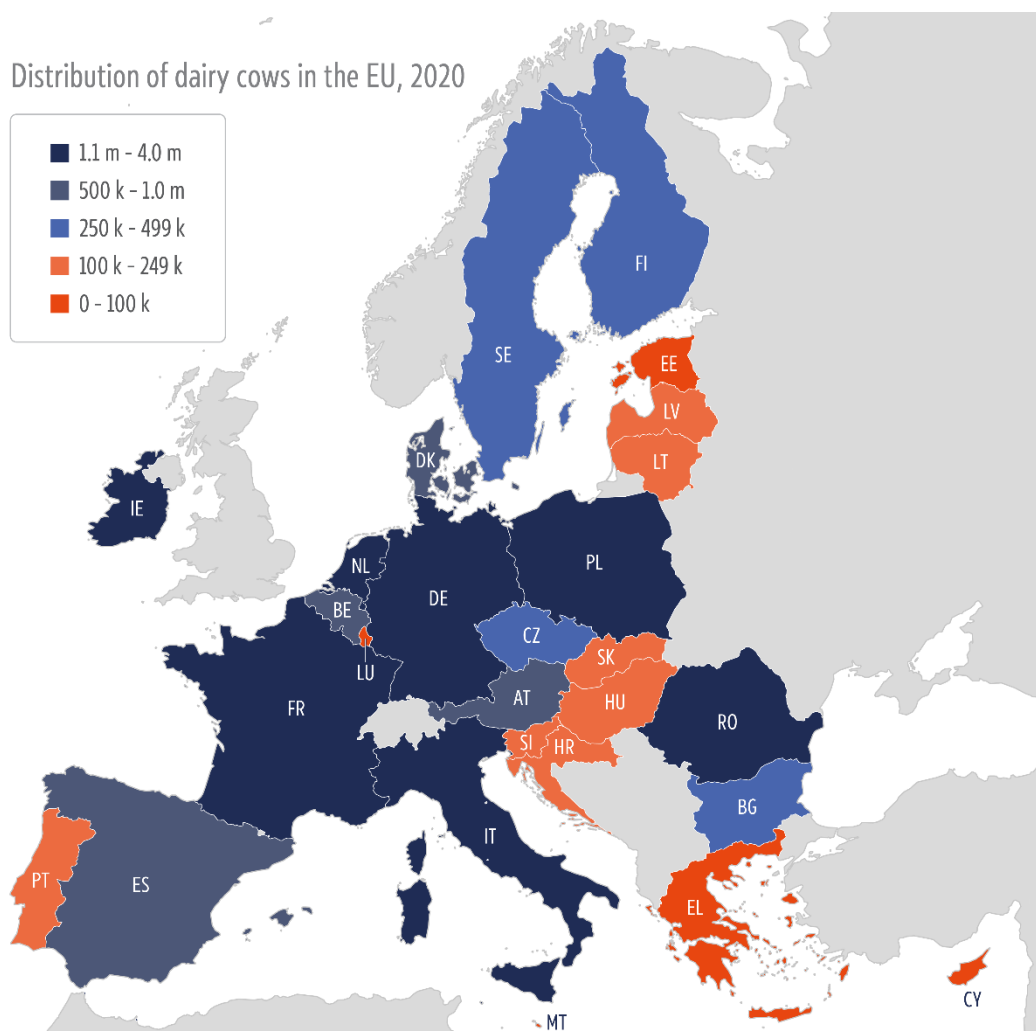 Distribution of dairy cows in the EU, 2020
1.1 m – 4.0 m
500 k – 1.0 m
250 k – 499 k
100 k – 249 k
0 – 100 k
FI
SE
EE
LV
LT
DK
IE
NL
PL
DE
BE
CZ
LU
SK
AT
HU
FR
RO
SI
HR
BG
IT
PT
ES
EL
CY
MT